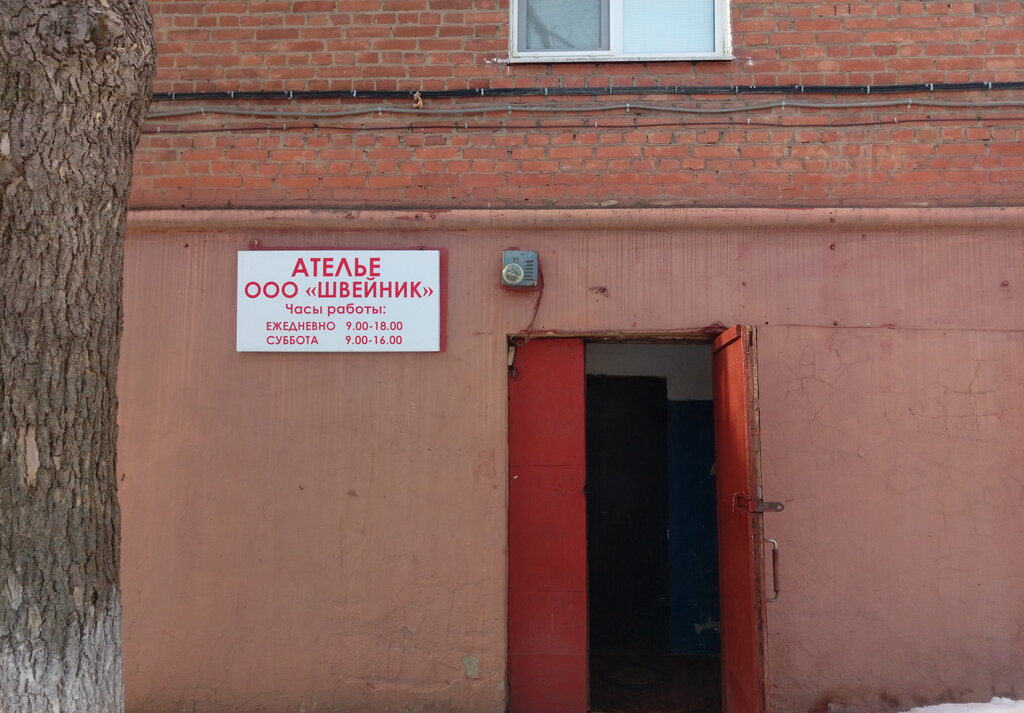 АТЕЛЬЕ
ООО «ШВЕЙНИК»
Часы работы:
ЕЖЕДНЕВНО 9.00-18.00
СУББОТА 9.00-16.00